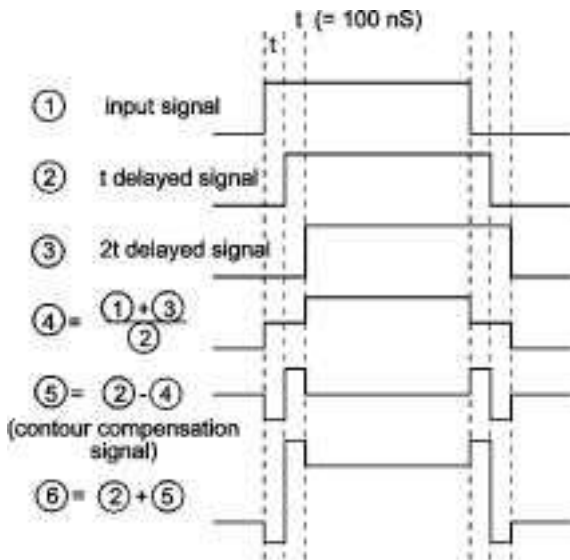 t (= 100 nS)
t
① input signal
② t delayed signal
③ 2t delayed signal
④ = ① + ③
②
⑤ = ② - ④
(contour compensation
signal)
⑥ = ② + ⑤